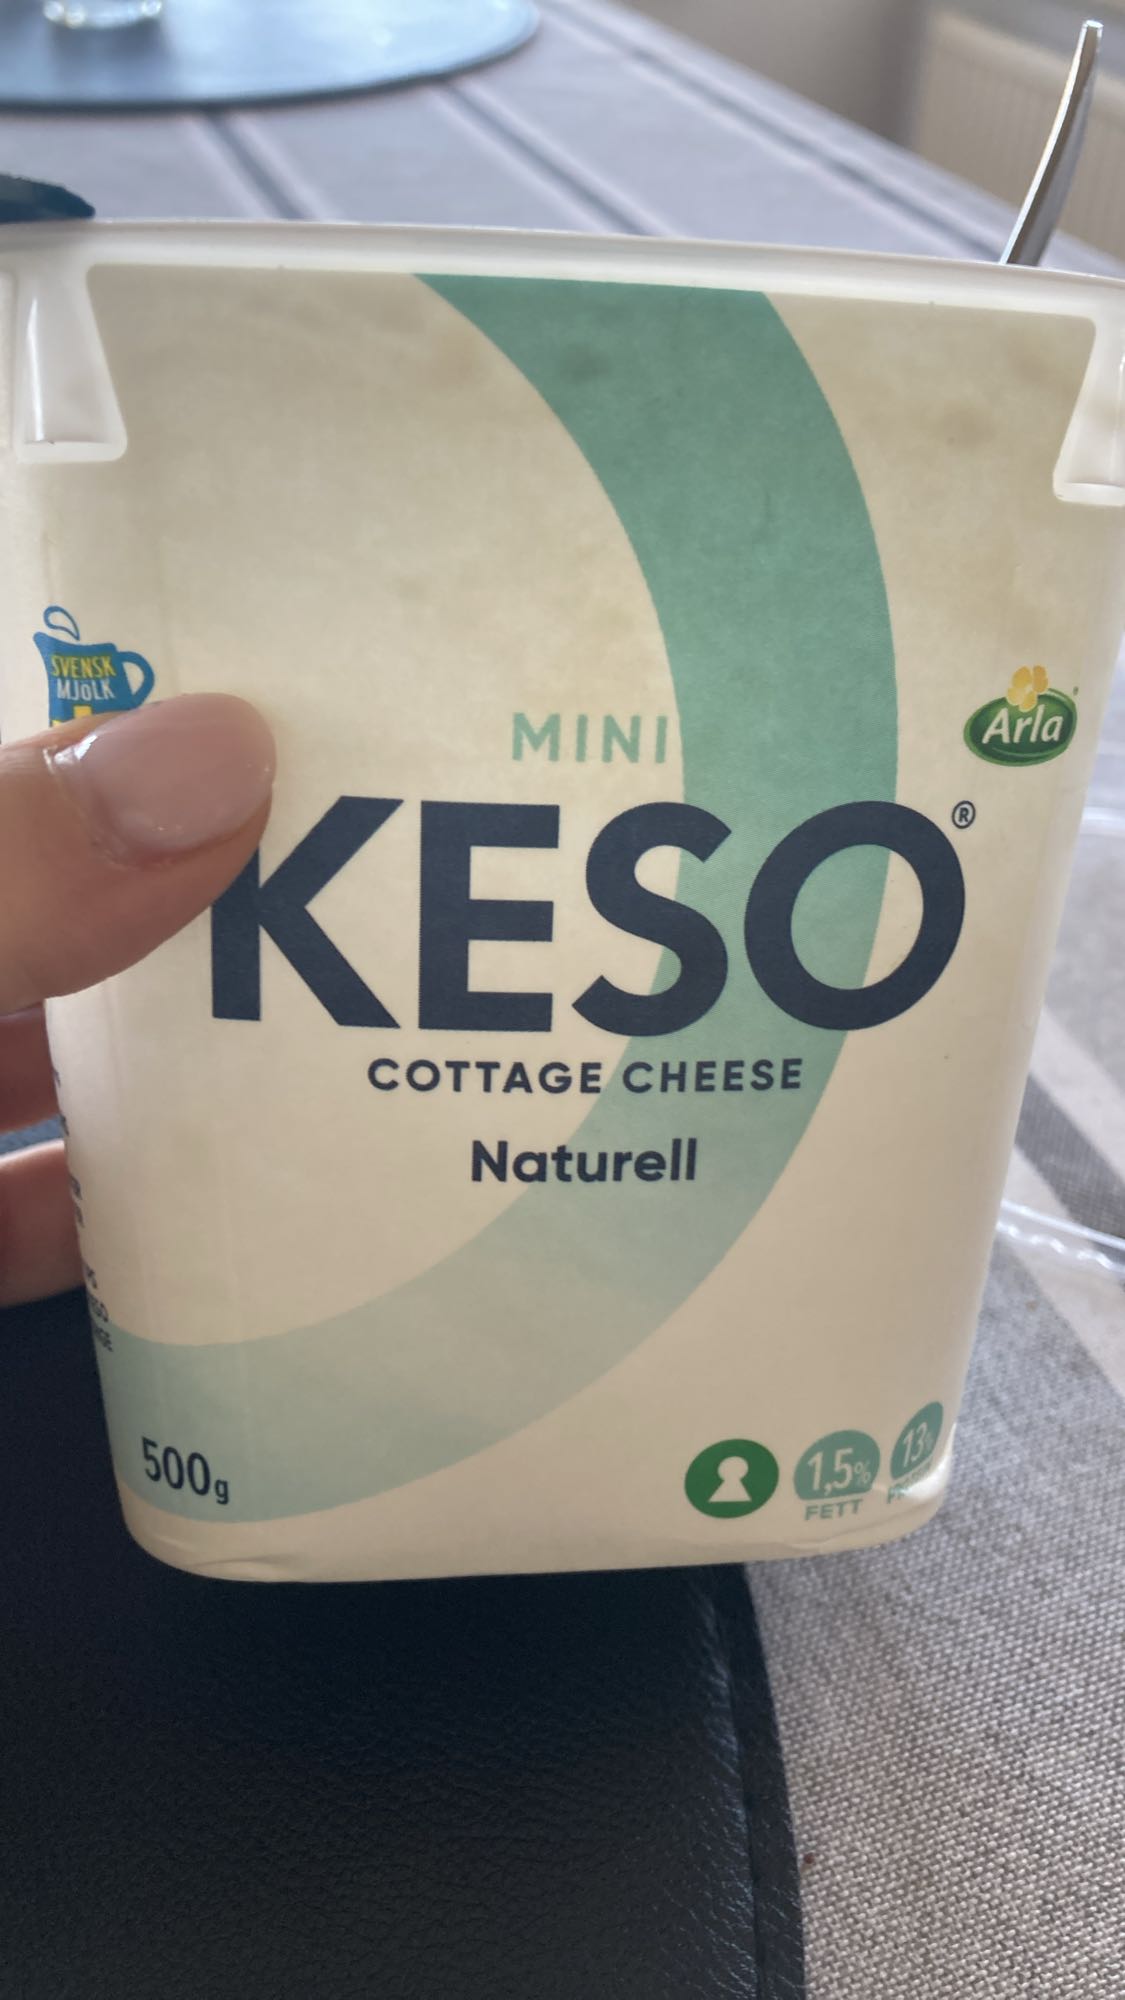 SVENSK
MJÖLK
Arla
MINI
KESO®
COTTAGE CHEESE
Naturell
500g
1,5%
FETT
13%